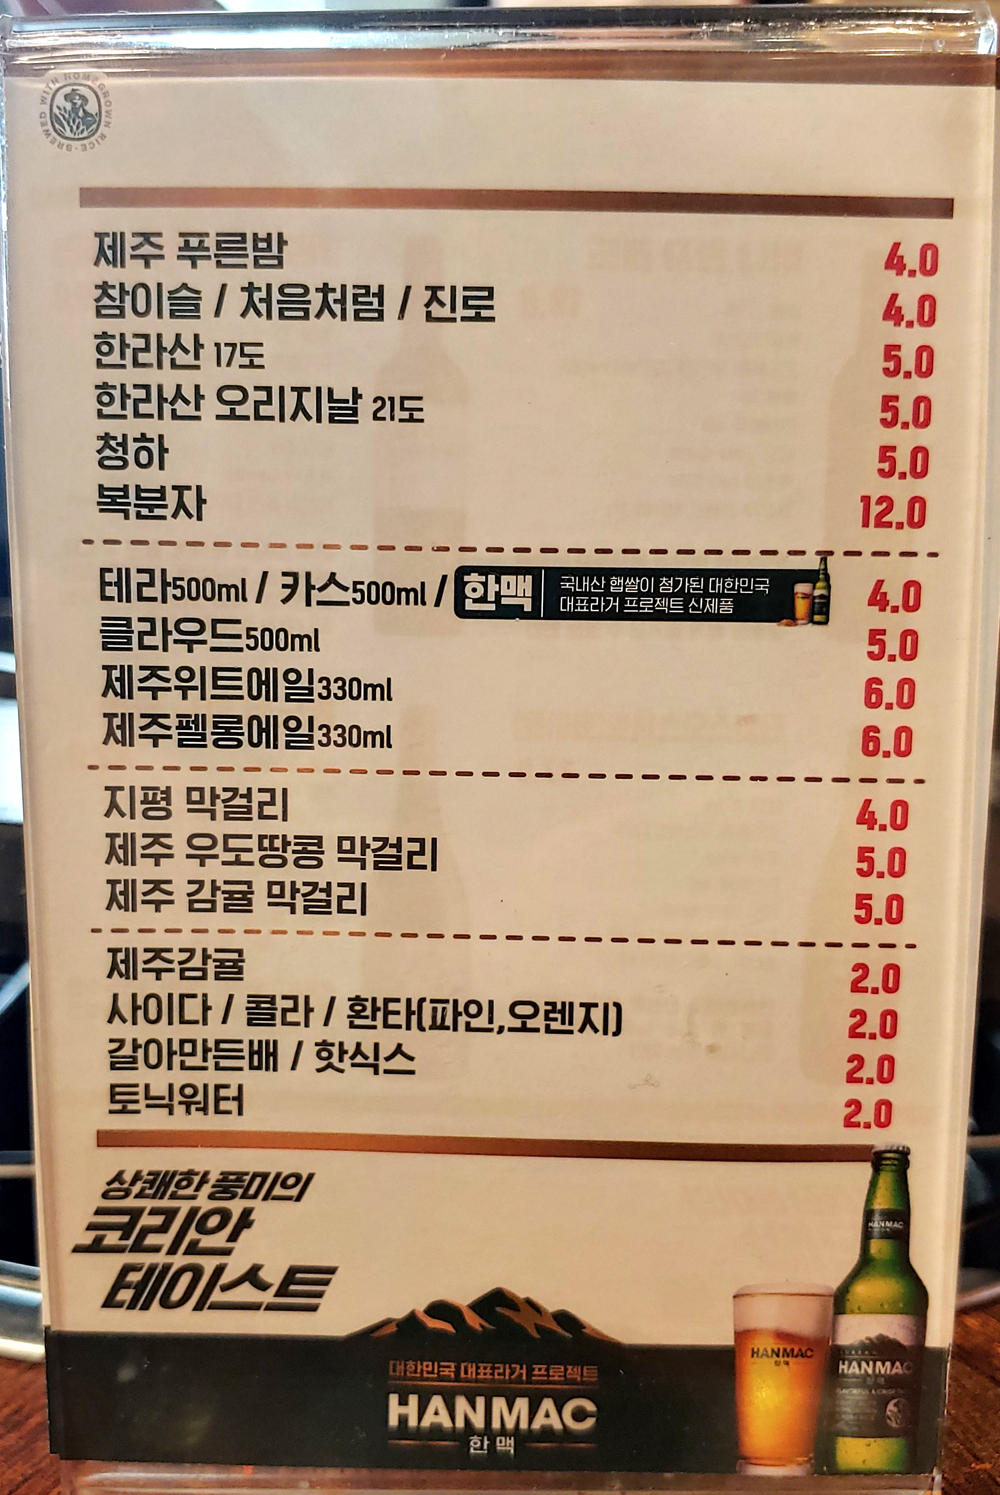 BREWED WITH HOMEGROWN RICE
제주 푸른밤 4.0
참이슬 / 처음처럼 / 진로 4.0
한라산 17도 5.0
한라산 오리지날 21도 5.0
청하 5.0
복분자 12.0
테라500ml / 카스500ml / 한맥 국내산 햅쌀이 첨가된 대한민국 4.0
대표라거 프로젝트 신제품
클라우드500ml 5.0
제주위트에일330ml 6.0
제주펠롱에일330ml 6.0
지평 막걸리 4.0
제주 우도땅콩 막걸리 5.0
제주 감귤 막걸리 5.0
제주감귤 2.0
사이다 / 콜라 / 환타(파인,오렌지) 2.0
갈아만든배 / 핫식스 2.0
토닉워터 2.0
상쾌한 풍미의
코리안
테이스트
대한민국 대표라거 프로젝트
HANMAC
한맥
HANMAC
한맥
HANMAC
HANMAC
한맥